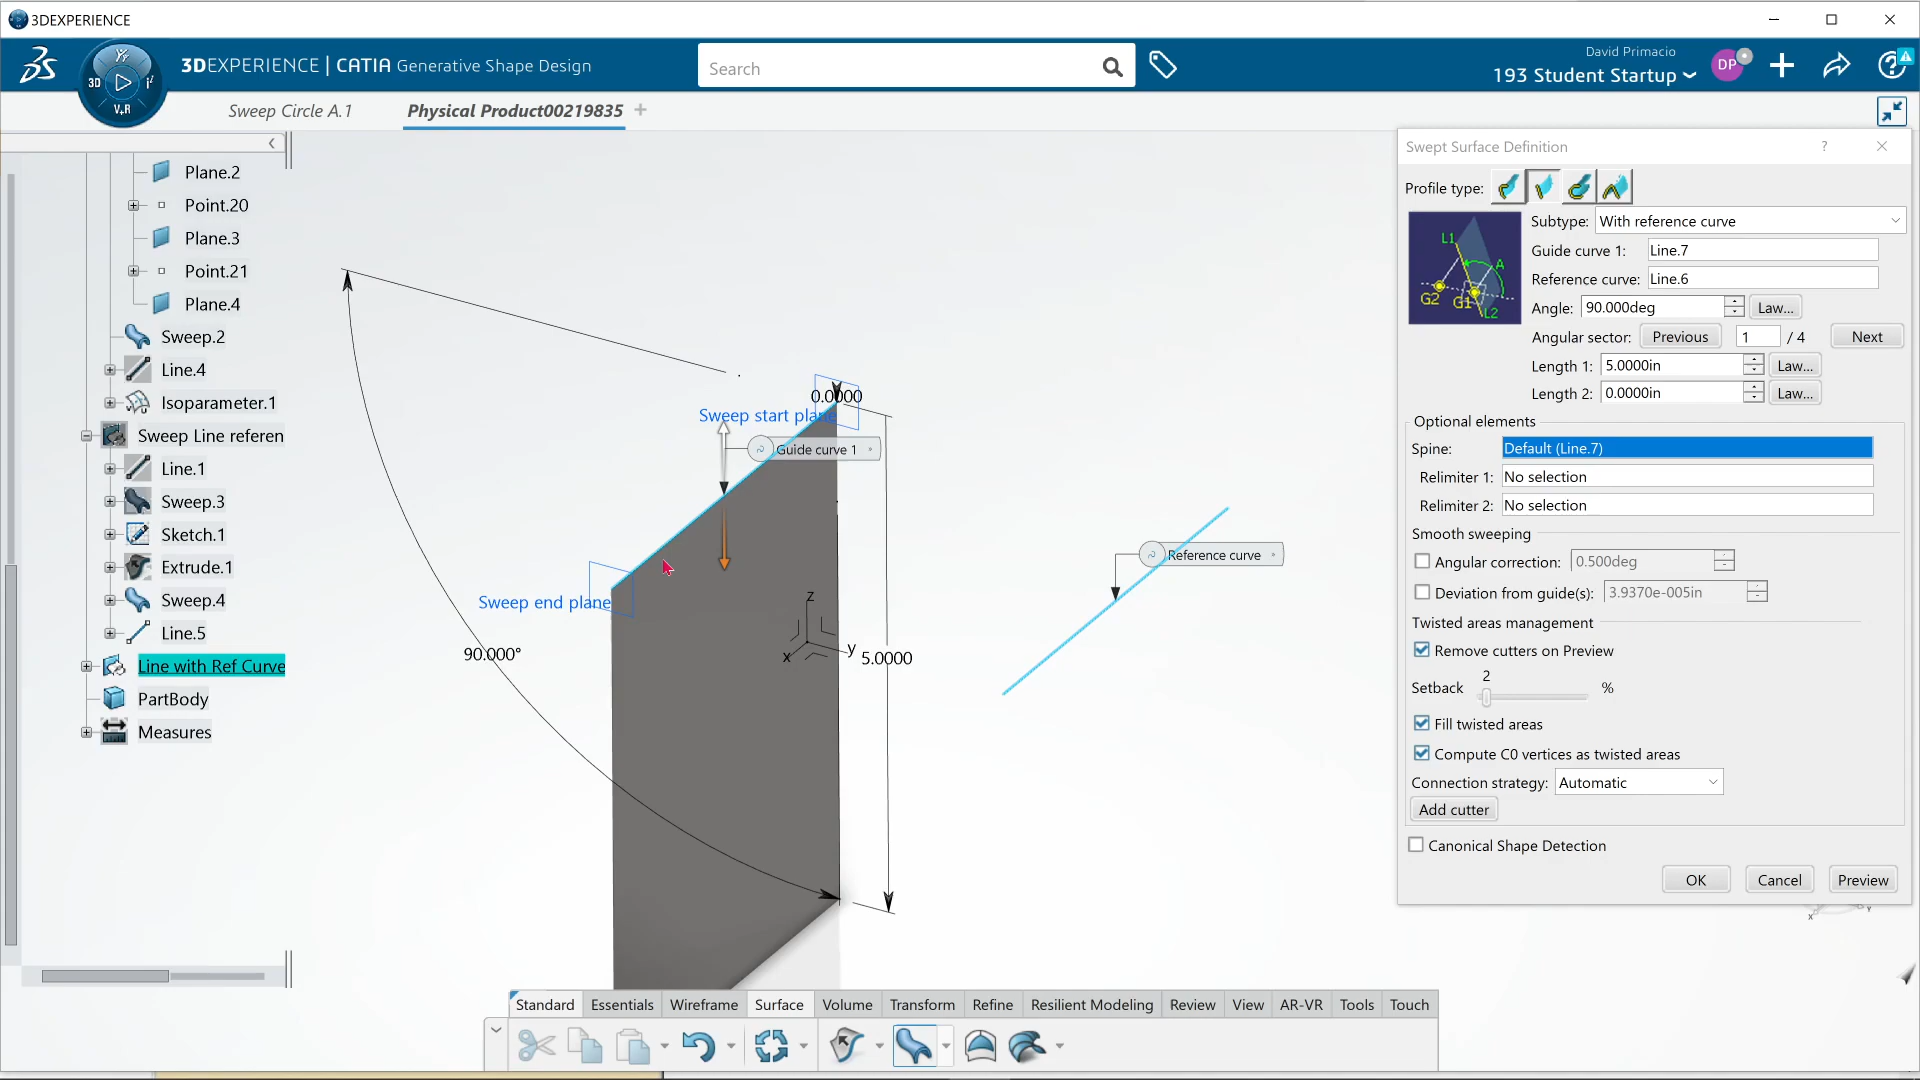 3DEXPERIENCE
3DEXPERIENCE | CATIA Generative Shape Design
Search
David Primacio
193 Student Startup
DP
3D
V₊R
Sweep Circle A.1
Physical Product00219835
Plane.2
Point.20
Plane.3
Point.21
Plane.4
Sweep.2
Line.4
Isoparameter.1
Sweep Line referen
Line.1
Sweep.3
Sketch.1
Extrude.1
Sweep.4
Line.5
Line with Ref Curve
PartBody
Measures
0.0000
Sweep start plane
Guide curve 1
Reference curve
Sweep end plane
90.000°
5.0000
z
x
y
Swept Surface Definition
?
Profile type:
Subtype: With reference curve
L1
A
G2
G1
L2
Guide curve 1: Line.7
Reference curve: Line.6
Angle: 90.000deg Law...
Angular sector: Previous 1 / 4 Next
Length 1: 5.0000in Law...
Length 2: 0.0000in Law...
Optional elements
Spine: Default (Line.7)
Relimiter 1: No selection
Relimiter 2: No selection
Smooth sweeping
Angular correction: 0.500deg
Deviation from guide(s): 3.9370e-005in
Twisted areas management
Remove cutters on Preview
2
Setback %
Fill twisted areas
Compute C0 vertices as twisted areas
Connection strategy: Automatic
Add cutter
Canonical Shape Detection
OK Cancel Preview
x
Y
Standard Essentials Wireframe Surface Volume Transform Refine Resilient Modeling Review View AR-VR Tools Touch